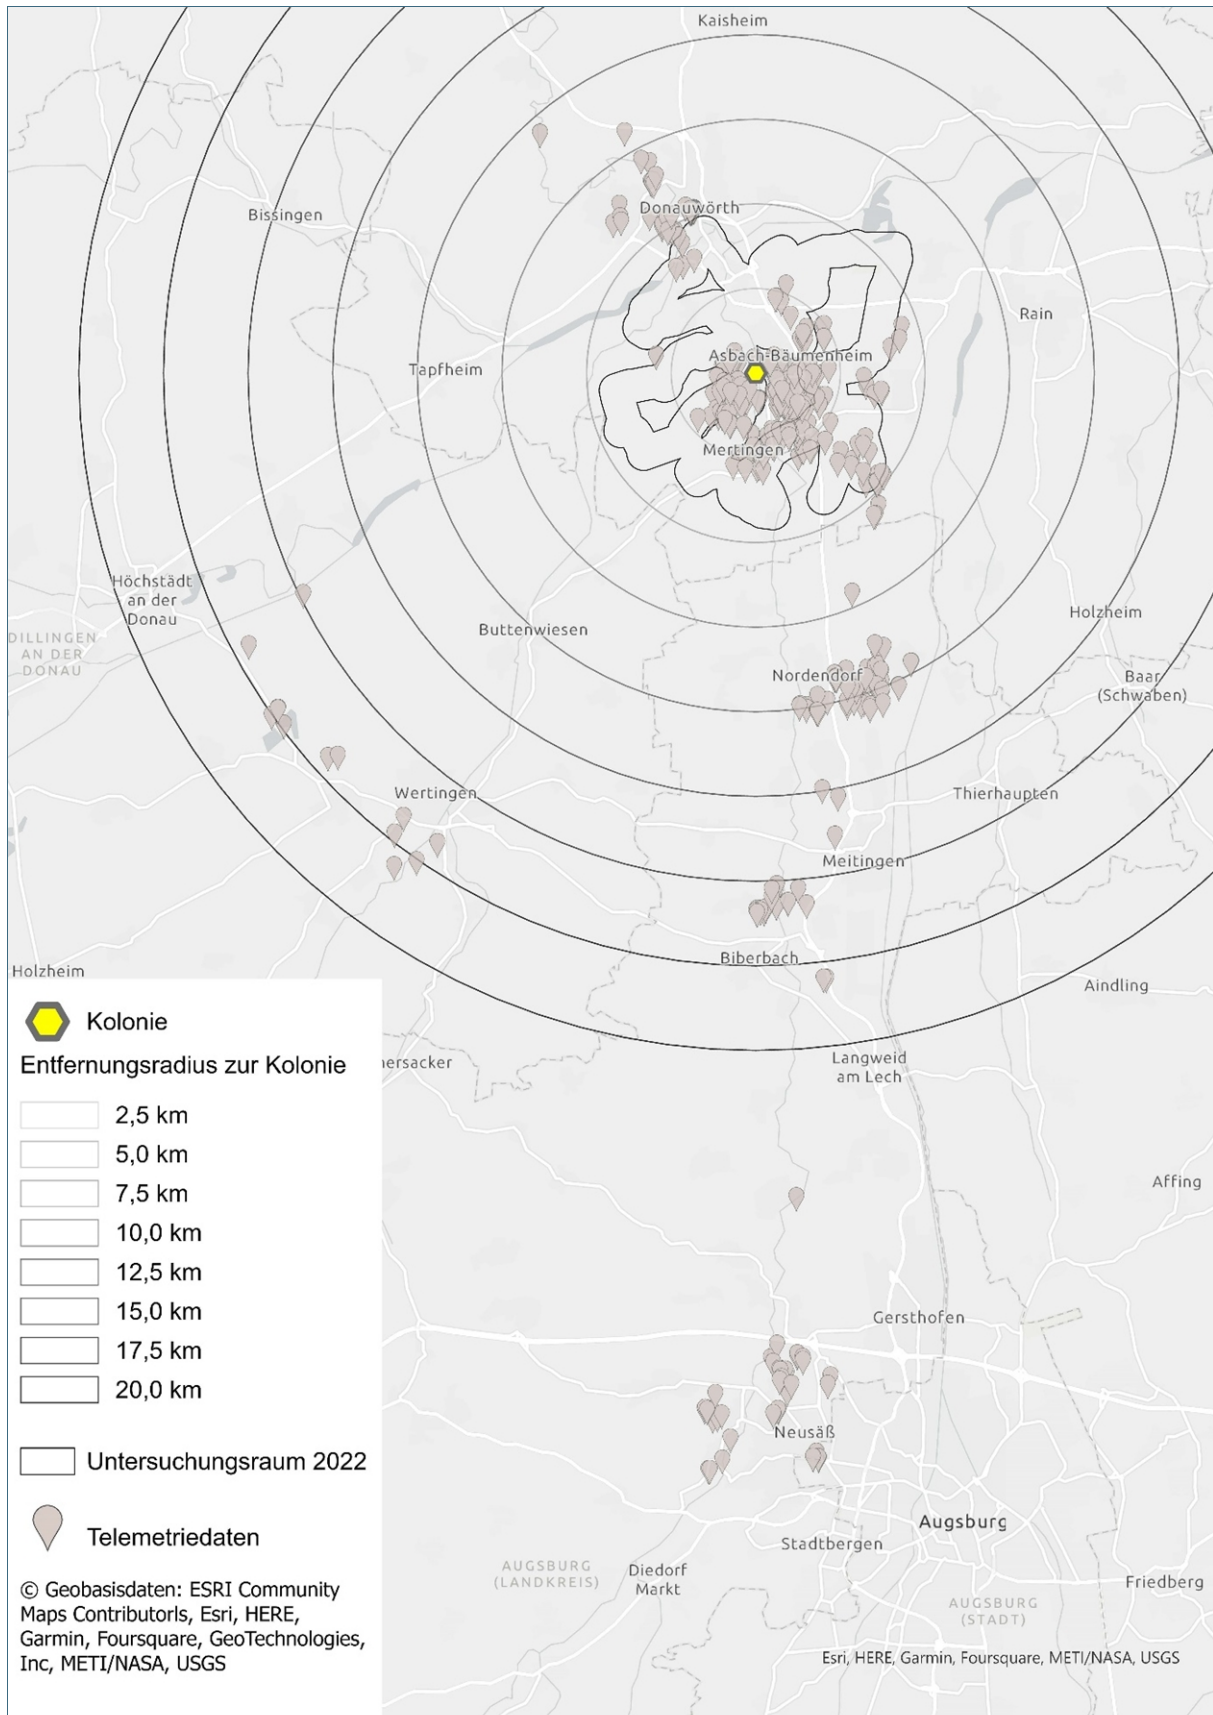 Kaisheim
Bissingen
Donauwörth
Rain
Asbach-Bäumenheim
Tapfheim
Mertingen
Höchstädt
an der
Donau
Holzheim
Buttenwiesen
DILLINGEN
AN DER
DONAU
Nordendorf
Baar
(Schwaben)
Wertingen
Thierhaupten
Meitingen
Biberbach
Holzheim
Aindling
Langweid
am Lech
hersacker
Affing
Gersthofen
Neusäß
Augsburg
Stadtbergen
AUGSBURG
(LANDKREIS)
Diedorf
Markt
Friedberg
AUGSBURG
(STADT)
Esri, HERE, Garmin, Foursquare, METI/NASA, USGS
Kolonie
Entfernungsradius zur Kolonie
2,5 km
5,0 km
7,5 km
10,0 km
12,5 km
15,0 km
17,5 km
20,0 km
Untersuchungsraum 2022
Telemetriedaten
© Geobasisdaten: ESRI Community
Maps Contributorls, Esri, HERE,
Garmin, Foursquare, GeoTechnologies,
Inc, METI/NASA, USGS